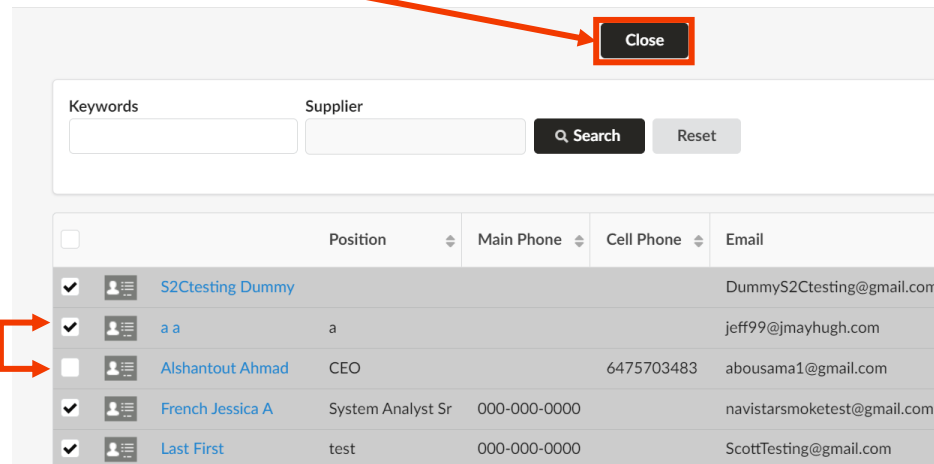 Close
Keywords Supplier
Search Reset
Position Main Phone Cell Phone Email
S2Ctesting Dummy DummyS2Ctesting@gmail.com
a a a jeff99@jmayhugh.com
Alshantout Ahmad CEO 6475703483 abousama1@gmail.com
French Jessica A System Analyst Sr 000-000-0000 navistarsmoketest@gmail.com
Last First test 000-000-0000 ScottTesting@gmail.com